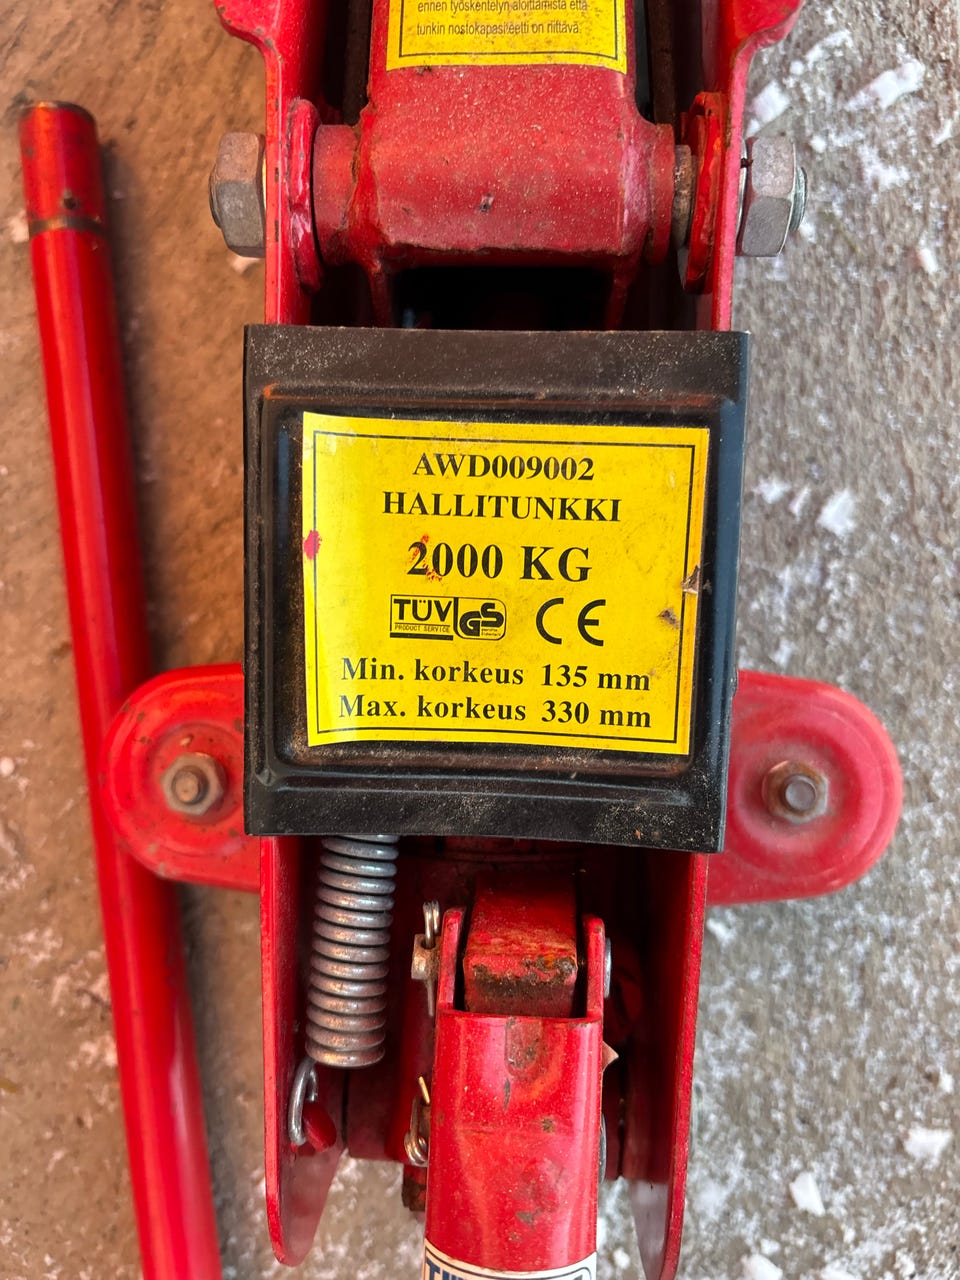 ennen työskentelyn aloittamista että
tunkin nostokapasiteetti on riittävä.
AWD009002
HALLITUNKKI
2000 KG
TÜV GS
PRODUCT SERVICE
CE
Min. korkeus 135 mm
Max. korkeus 330 mm